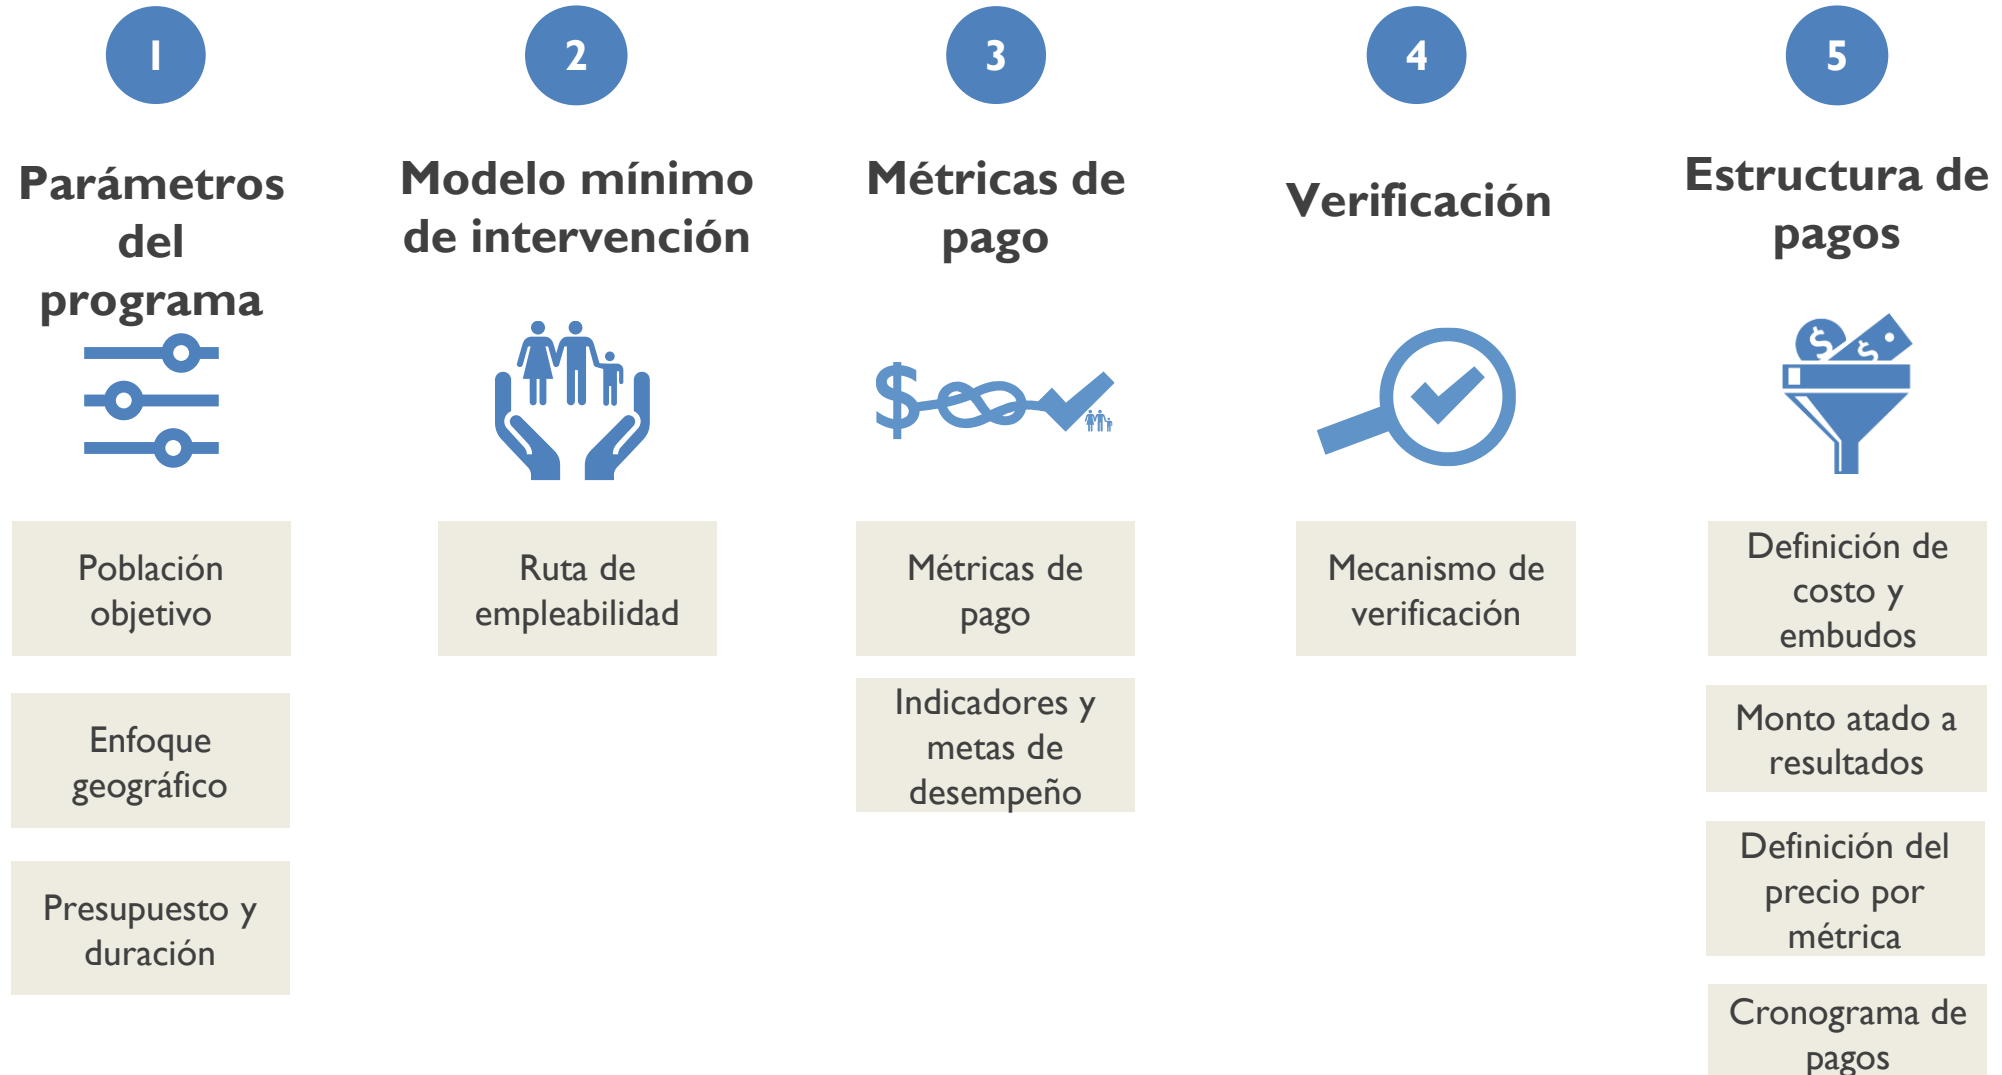 1
Parámetros
del
programa
Población
objetivo
Enfoque
geográfico
Presupuesto y
duración
2
Modelo mínimo
de intervención
Ruta de
empleabilidad
3
Métricas de
pago
$
Métricas de
pago
Indicadores y
metas de
desempeño
4
Verificación
Mecanismo de
verificación
5
Estructura de
pagos
$ $
Definición de
costo y
embudos
Monto atado a
resultados
Definición del
precio por
métrica
Cronograma de
pagos